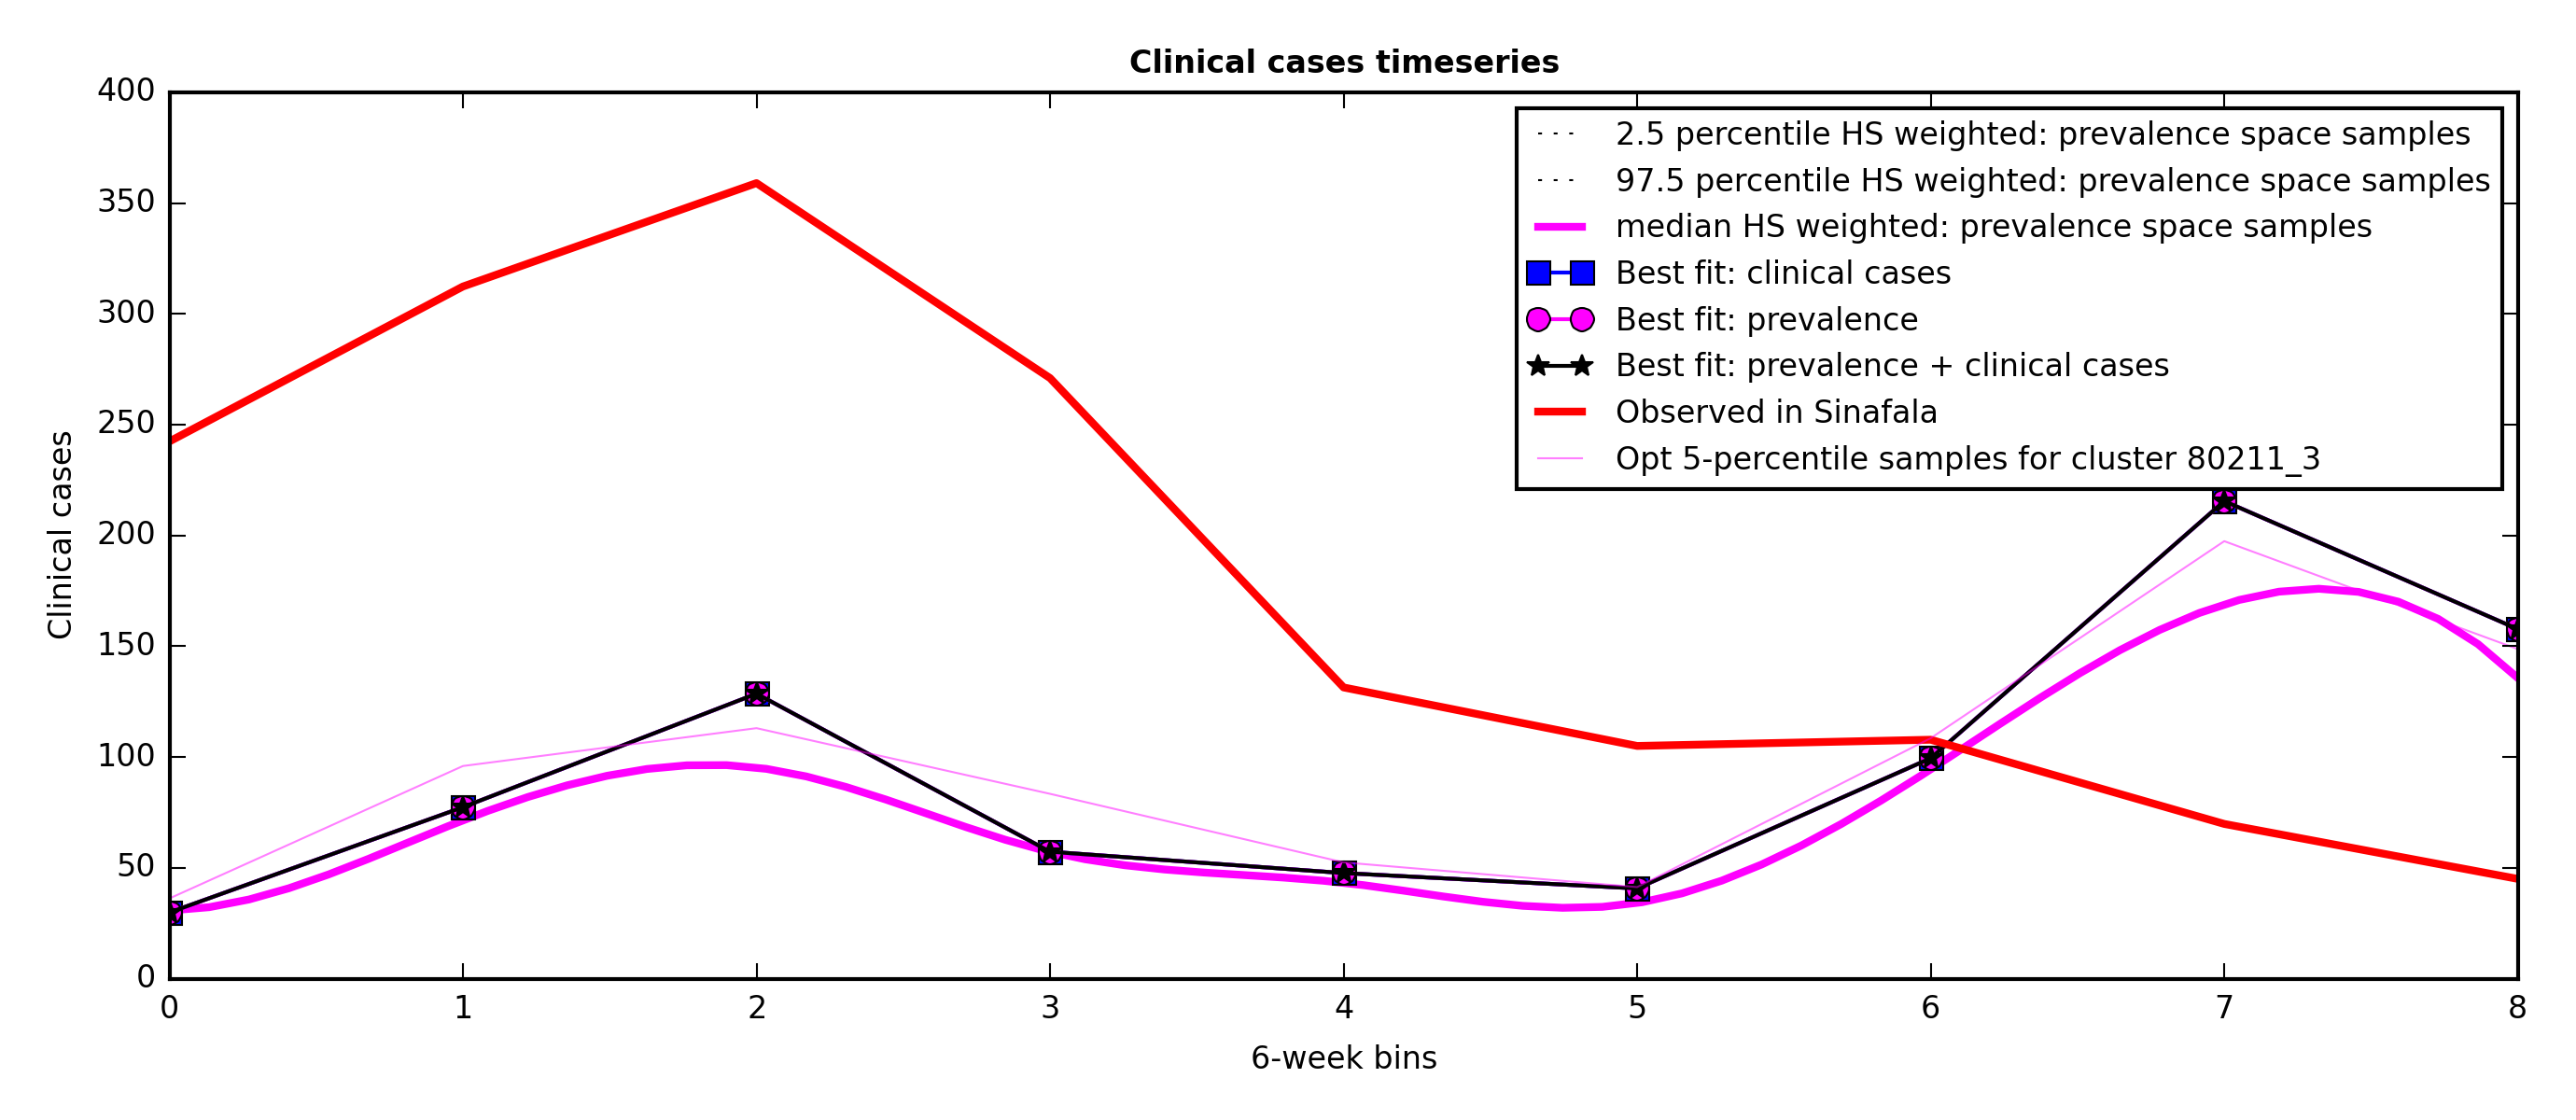 Clinical cases timeseries
400
350
300
250
200
150
100
50
0
Clinical cases
2.5 percentile HS weighted: prevalence space samples
97.5 percentile HS weighted: prevalence space samples
median HS weighted: prevalence space samples
Best fit: clinical cases
Best fit: prevalence
Best fit: prevalence + clinical cases
Observed in Sinafala
Opt 5-percentile samples for cluster 80211_3
0 1 2 3 4 5 6 7 8
6-week bins